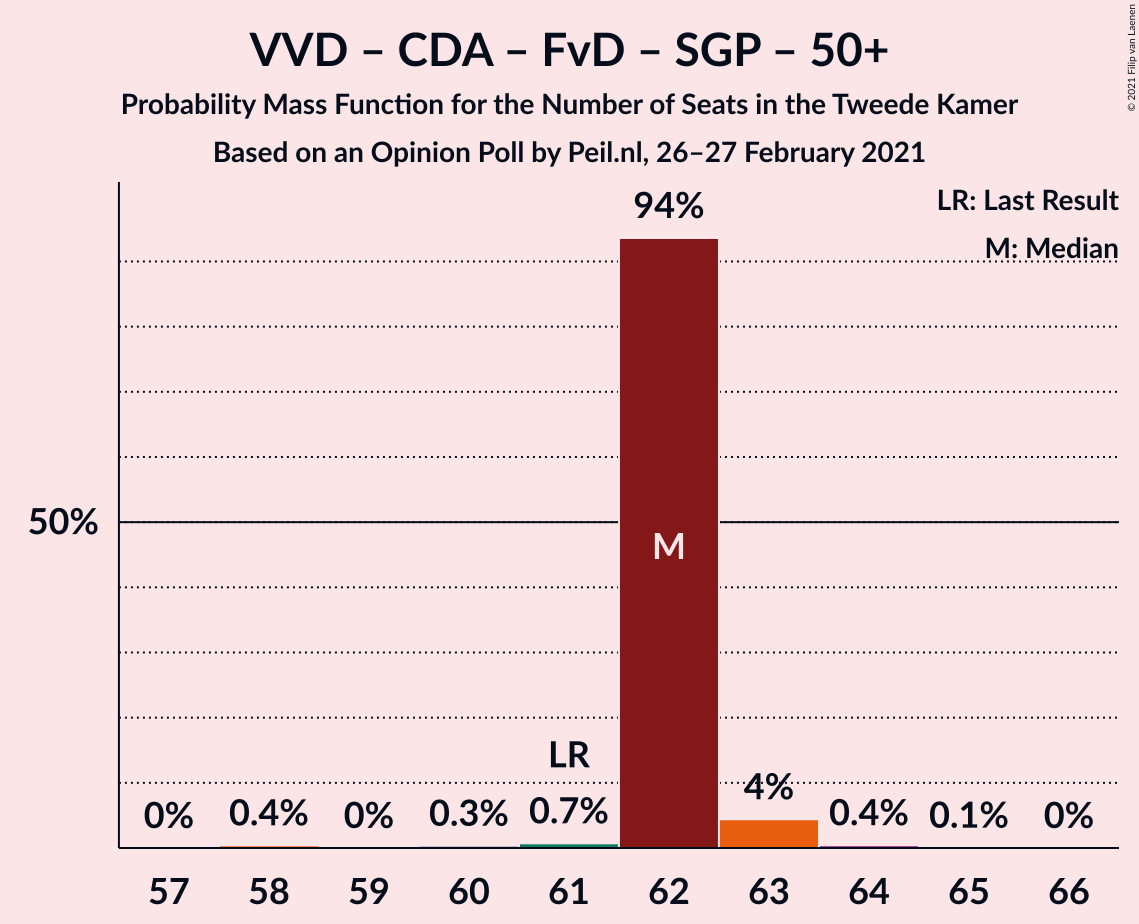 VVD – CDA – FvD – SGP – 50+
Probability Mass Function for the Number of Seats in the Tweede Kamer
Based on an Opinion Poll by Peil.nl, 26–27 February 2021
© 2021 Filip van Laenen
LR: Last Result
M: Median
94%
50%
M
LR
0% 0.4% 0% 0.3% 0.7% 4% 0.4% 0.1% 0%
57 58 59 60 61 62 63 64 65 66